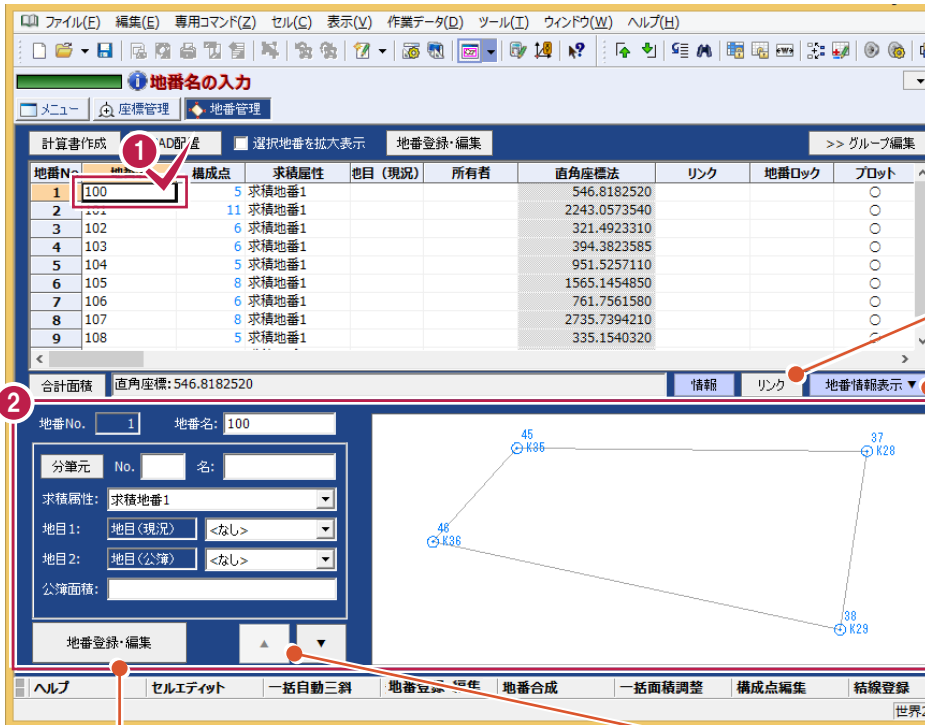 ファイル(F) 編集(E) 専用コマンド(Z) セル(C) 表示(V) 作業データ(D) ツール(T) ウィンドウ(W) ヘルプ(H)
地番名の入力
メニュー 座標管理 地番管理
計算書作成 選択地番を拡大表示 地番登録・編集 >> グループ編集
1
地番No 構成点 求積属性 地目 (現況) 所有者 直角座標法 リンク 地番ロック プロット
1 100 5 求積地番1 546.8182520 ○
2 101 11 求積地番1 2243.0573540 ○
3 102 6 求積地番1 321.4923310 ○
4 103 6 求積地番1 394.3823585 ○
5 104 5 求積地番1 951.5257110 ○
6 105 8 求積地番1 1565.1454850 ○
7 106 6 求積地番1 761.7561580 ○
8 107 8 求積地番1 2735.7394210 ○
9 108 5 求積地番1 335.1540320
合計面積 直角座標:546.8182520 情報 リンク 地番情報表示 ▼
2
地番No. 1 地番名: 100
分筆元 No. 名:
求積属性: 求積地番1
地目1: 地目(現況) <なし>
地目2: 地目(公簿) <なし>
公簿面積:
地番登録・編集 ▲ ▼
45
K35
37
K28
46
K36
38
K29
ヘルプ セルエディット 一括自動三斜 地番登録・編集 地番合成 一括面積調整 構成点編集 結線登録
世界